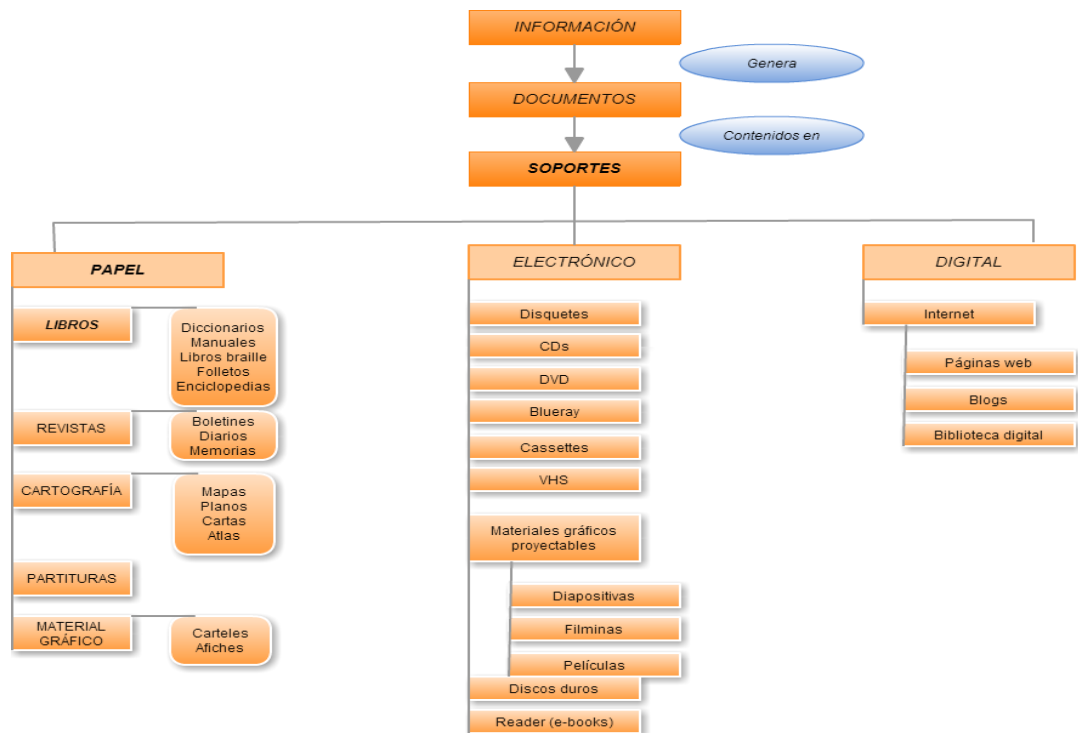 INFORMACIÓN
Genera
DOCUMENTOS
Contenidos en
SOPORTES
PAPEL
LIBROS
Diccionarios
Manuales
Libros braille
Folletos
Enciclopedias
REVISTAS
Boletines
Diarios
Memorias
CARTOGRAFÍA
Mapas
Planos
Cartas
Atlas
PARTITURAS
MATERIAL
GRÁFICO
Carteles
Afiches
ELECTRÓNICO
Disquetes
CDs
DVD
Blueray
Cassettes
VHS
Materiales gráficos
proyectables
Diapositivas
Filminas
Películas
Discos duros
Reader (e-books)
DIGITAL
Internet
Páginas web
Blogs
Biblioteca digital